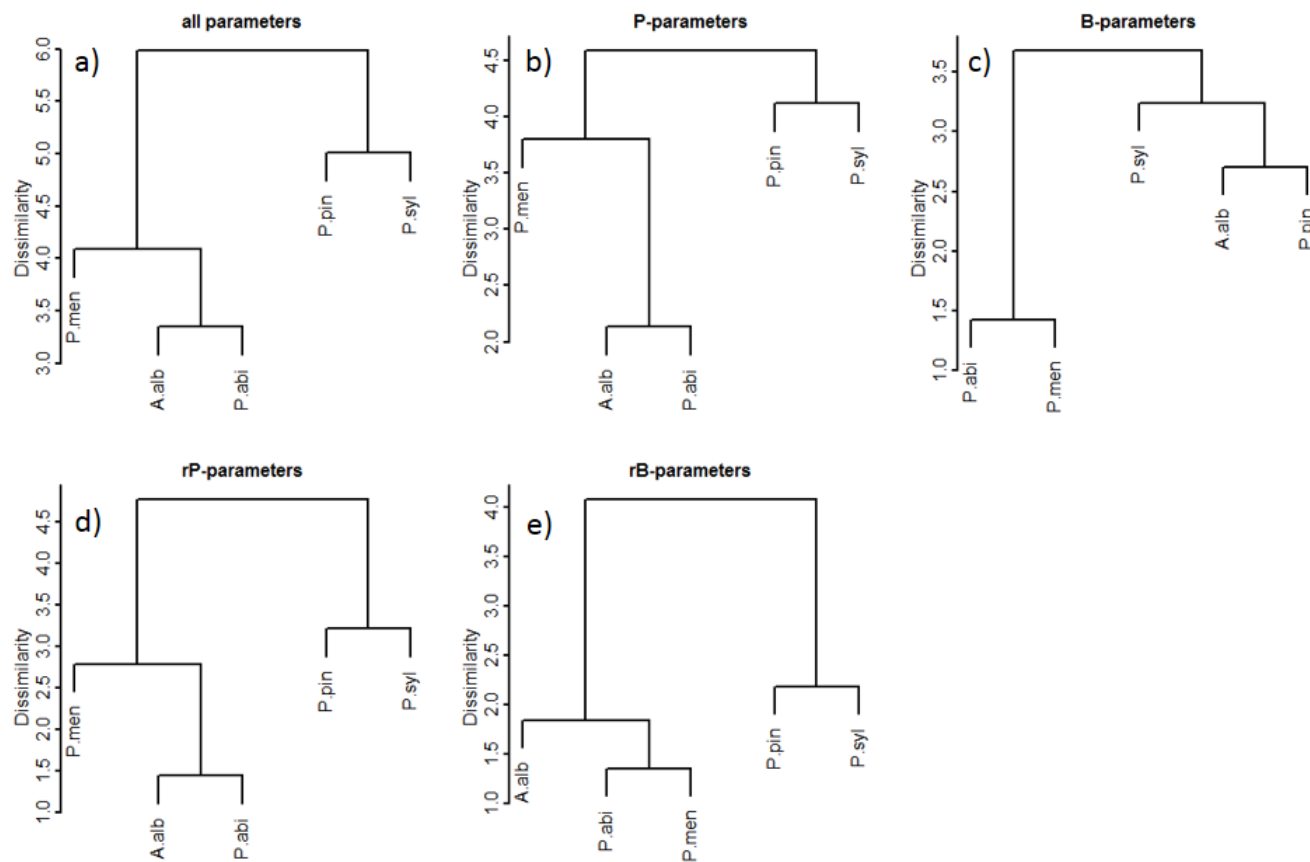 all parameters
a)
Dissimilarity
3.0 3.5 4.0 4.5 5.0 5.5 6.0
P.men
A.alb
P.abi
P.pin
P.syl
P-parameters
b)
Dissimilarity
2.0 2.5 3.0 3.5 4.0 4.5
P.men
A.alb
P.abi
P.pin
P.syl
B-parameters
c)
Dissimilarity
1.0 1.5 2.0 2.5 3.0 3.5
P.abi
P.men
P.syl
A.alb
P.pin
rP-parameters
d)
Dissimilarity
1.0 1.5 2.0 2.5 3.0 3.5 4.0 4.5
P.men
A.alb
P.abi
P.pin
P.syl
rB-parameters
e)
Dissimilarity
1.0 1.5 2.0 2.5 3.0 3.5 4.0
A.alb
P.abi
P.men
P.pin
P.syl